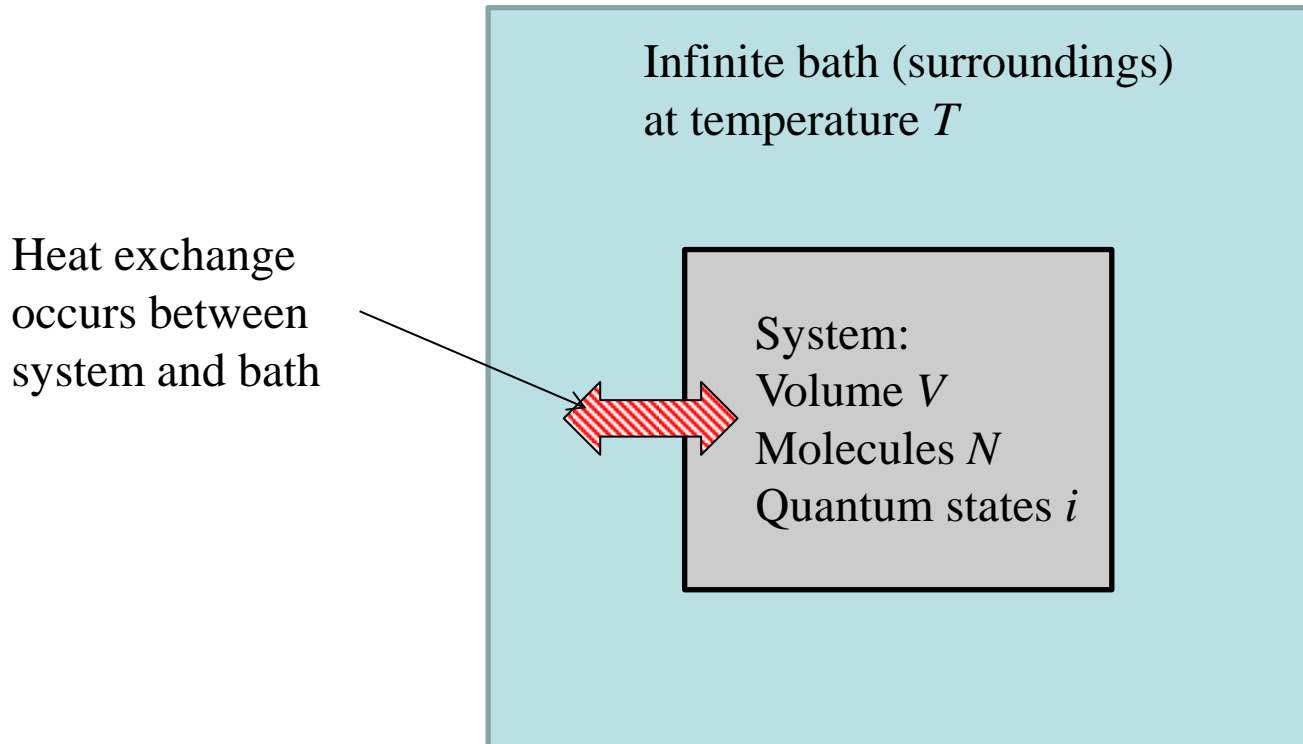 Infinite bath (surroundings)
at temperature T
Heat exchange
occurs between
system and bath
System:
Volume V
Molecules N
Quantum states i